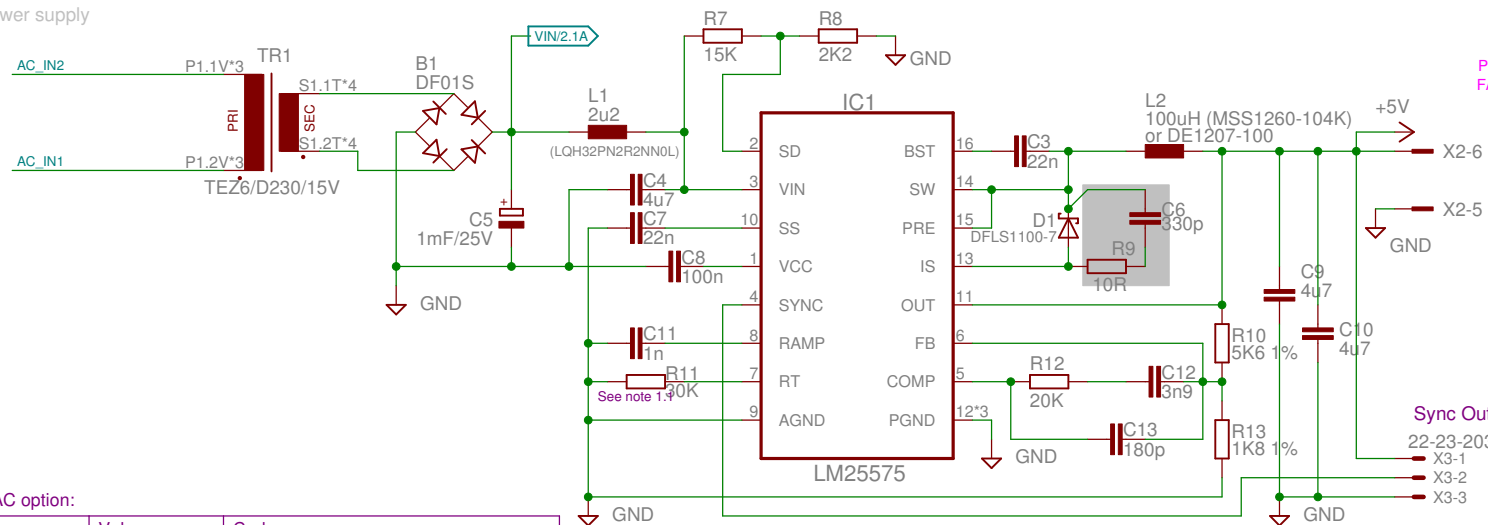 wer supply
AC_IN2
AC_IN1
P1.1V*3
P1.2V*3
TR1
PRI
SEC
S1.1T*4
S1.2T*4
TEZ6/D230/15V
B1
DF01S
VIN/2.1A
L1
2u2
(LQH32PN2R2NN0L)
R7
15K
R8
2K2
GND
C5
+
1mF/25V
GND
C4
4u7
C7
22n
C8
100n
C11
1n
R11
30K
See note 1.1
GND
IC1
2
SD
3
VIN
10
SS
1
VCC
4
SYNC
8
RAMP
7
RT
9
AGND
BST
16
SW
14
PRE
15
IS
13
OUT
11
FB
6
COMP
5
PGND
12*3
LM25575
C3
22n
L2
100uH (MSS1260-104K)
or DE1207-100
D1
DFLS1100-7
C6
330p
R9
10R
R12
20K
C12
3n9
C13
180p
GND
R10
5K6 1%
R13
1K8 1%
C9
4u7
C10
4u7
+5V
X2-6
X2-5
GND
P
FA
Sync Out
22-23-203
X3-1
X3-2
X3-3
GND
AC option: